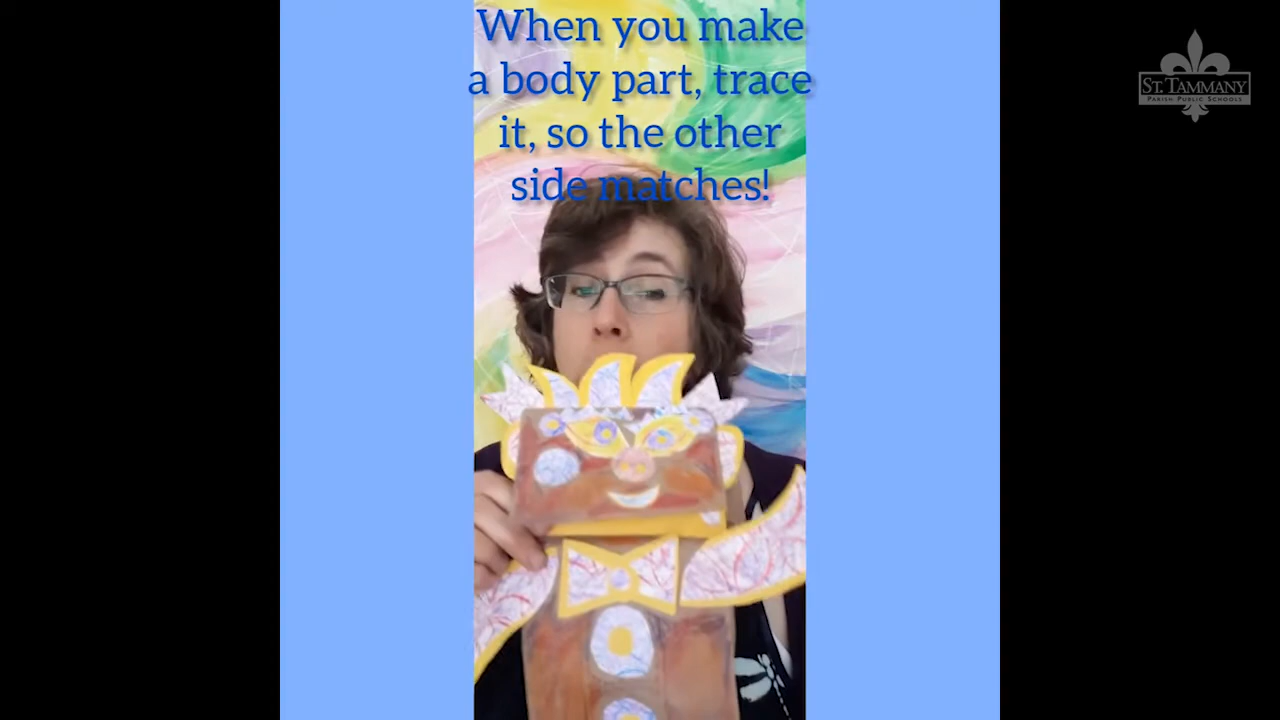 When you make
a body part, trace
it, so the other
side matches!
ST. TAMMANY
PARISH PUBLIC SCHOOLS